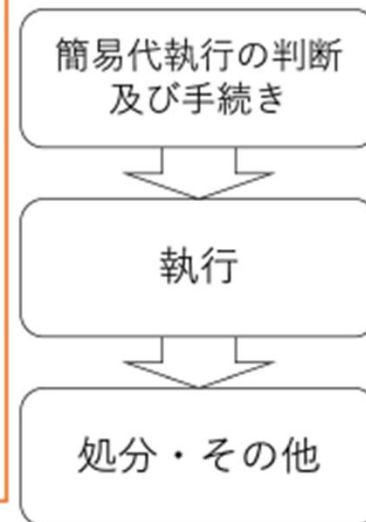 簡易代執行の判断
及び手続き
執行
処分・その他